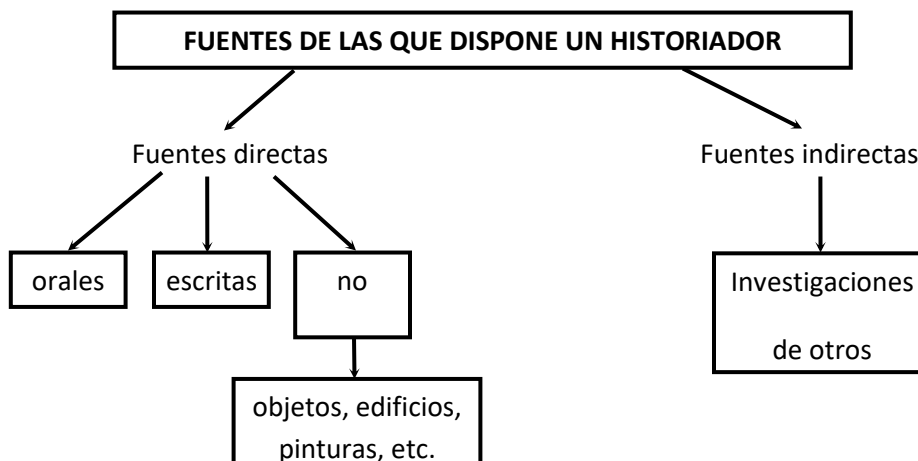 FUENTES DE LAS QUE DISPONE UN HISTORIADOR
Fuentes directas
Fuentes indirectas
orales
escritas
no
Investigaciones
de otros
objetos, edificios,
pinturas, etc.